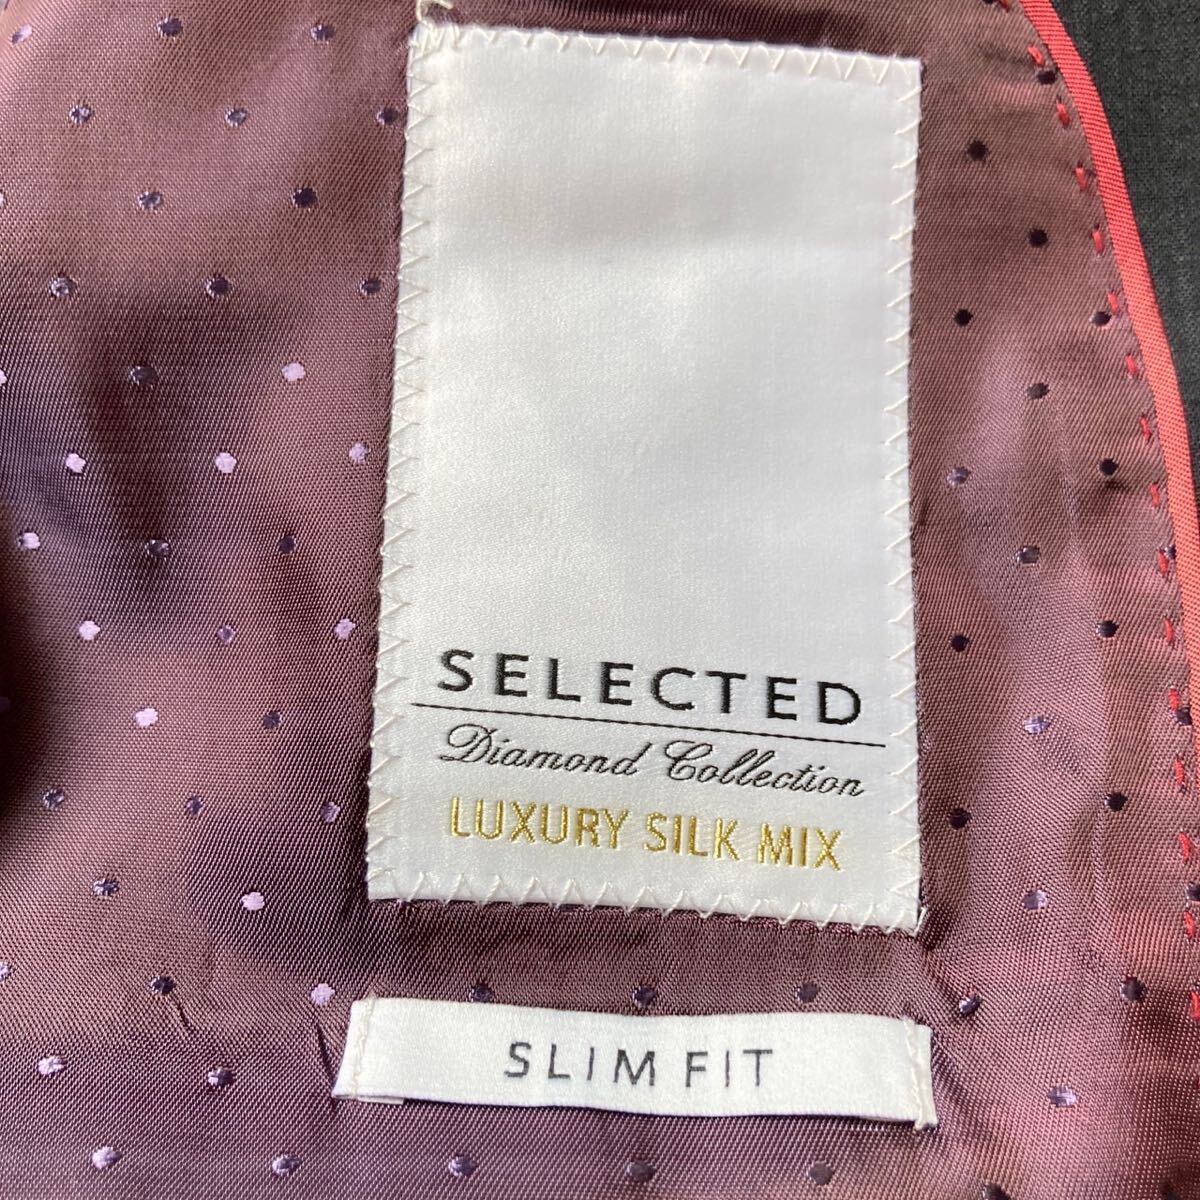 SELECTED
Diamond Collection
LUXURY SILK MIX
SLIM FIT